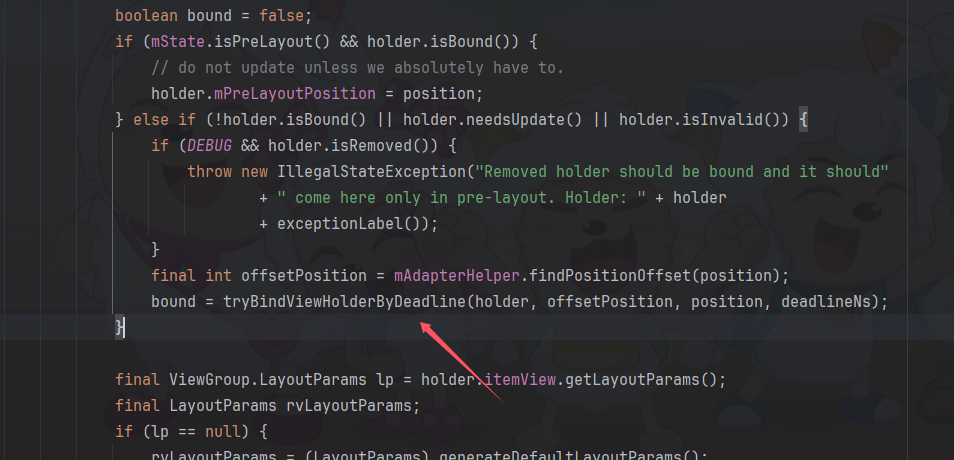 boolean bound = false;
if (mState.isPreLayout() && holder.isBound()) {
// do not update unless we absolutely have to.
holder.mPreLayoutPosition = position;
} else if (!holder.isBound() || holder.needsUpdate() || holder.isInvalid()) {
if (DEBUG && holder.isRemoved()) {
throw new IllegalStateException("Removed holder should be bound and it should"
+ " come here only in pre-layout. Holder: " + holder
+ exceptionLabel());
}
final int offsetPosition = mAdapterHelper.findPositionOffset(position);
bound = tryBindViewHolderByDeadline(holder, offsetPosition, position, deadlineNs);
}
final ViewGroup.LayoutParams lp = holder.itemView.getLayoutParams();
final LayoutParams rvLayoutParams;
if (lp == null) {
rvLayoutParams = (LayoutParams) generateDefaultLayoutParams();